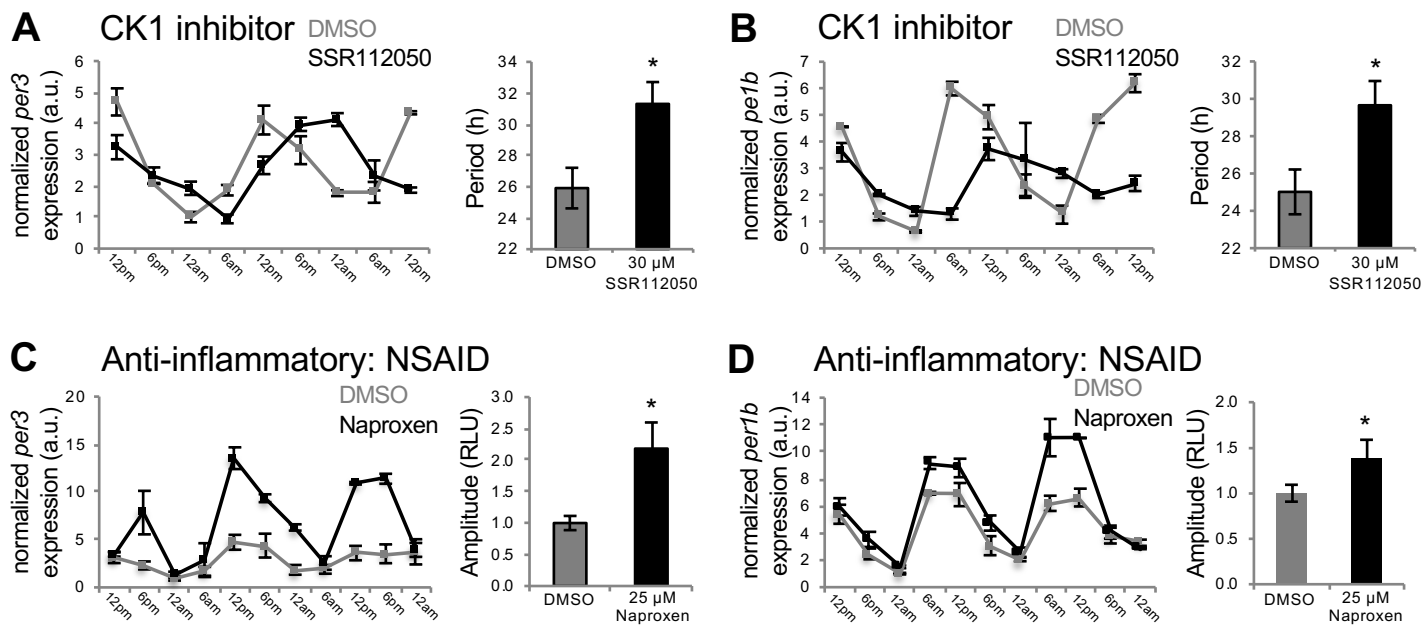 A CK1 inhibitor DMSO
SSR112050
normalized per3
expression (a.u.)
6
5
4
3
2
1
0
12pm 6pm 12am 6am 12pm 6pm 12am 6am 12pm
Period (h)
34
32
30
28
26
24
22
*
DMSO 30 µM
SSR112050
B CK1 inhibitor DMSO
SSR112050
normalized pe1b
expression (a.u.)
7
6
5
4
3
2
1
0
12pm 6pm 12am 6am 12pm 6pm 12am 6am 12pm
Period (h)
32
30
28
26
24
22
*
DMSO 30 µM
SSR112050
C Anti-inflammatory: NSAID
DMSO
Naproxen
normalized per3
expression (a.u.)
20
15
10
5
0
12pm 6pm 12am 6am 12pm 6pm 12am 6am 12pm 6pm 12am
Amplitude (RLU)
3.0
2.5
2.0
1.5
1.0
0.5
0.0
*
DMSO 25 µM
Naproxen
D Anti-inflammatory: NSAID
DMSO
Naproxen
normalized per1b
expression (a.u.)
14
12
10
8
6
4
2
0
12pm 6pm 12am 6am 12pm 6pm 12am 6am 12pm 6pm 12am
Amplitude (RLU)
2.0
1.5
1.0
0.5
0.0
*
DMSO 25 µM
Naproxen